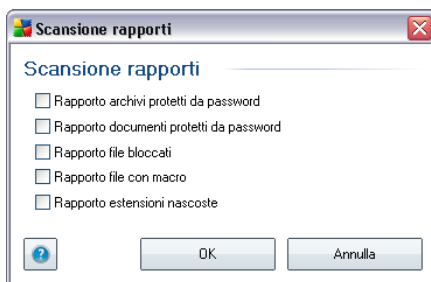 Scansione rapporti
Scansione rapporti
Rapporto archivi protetti da password
Rapporto documenti protetti da password
Rapporto file bloccati
Rapporto file con macro
Rapporto estensioni nascoste
? OK Annulla